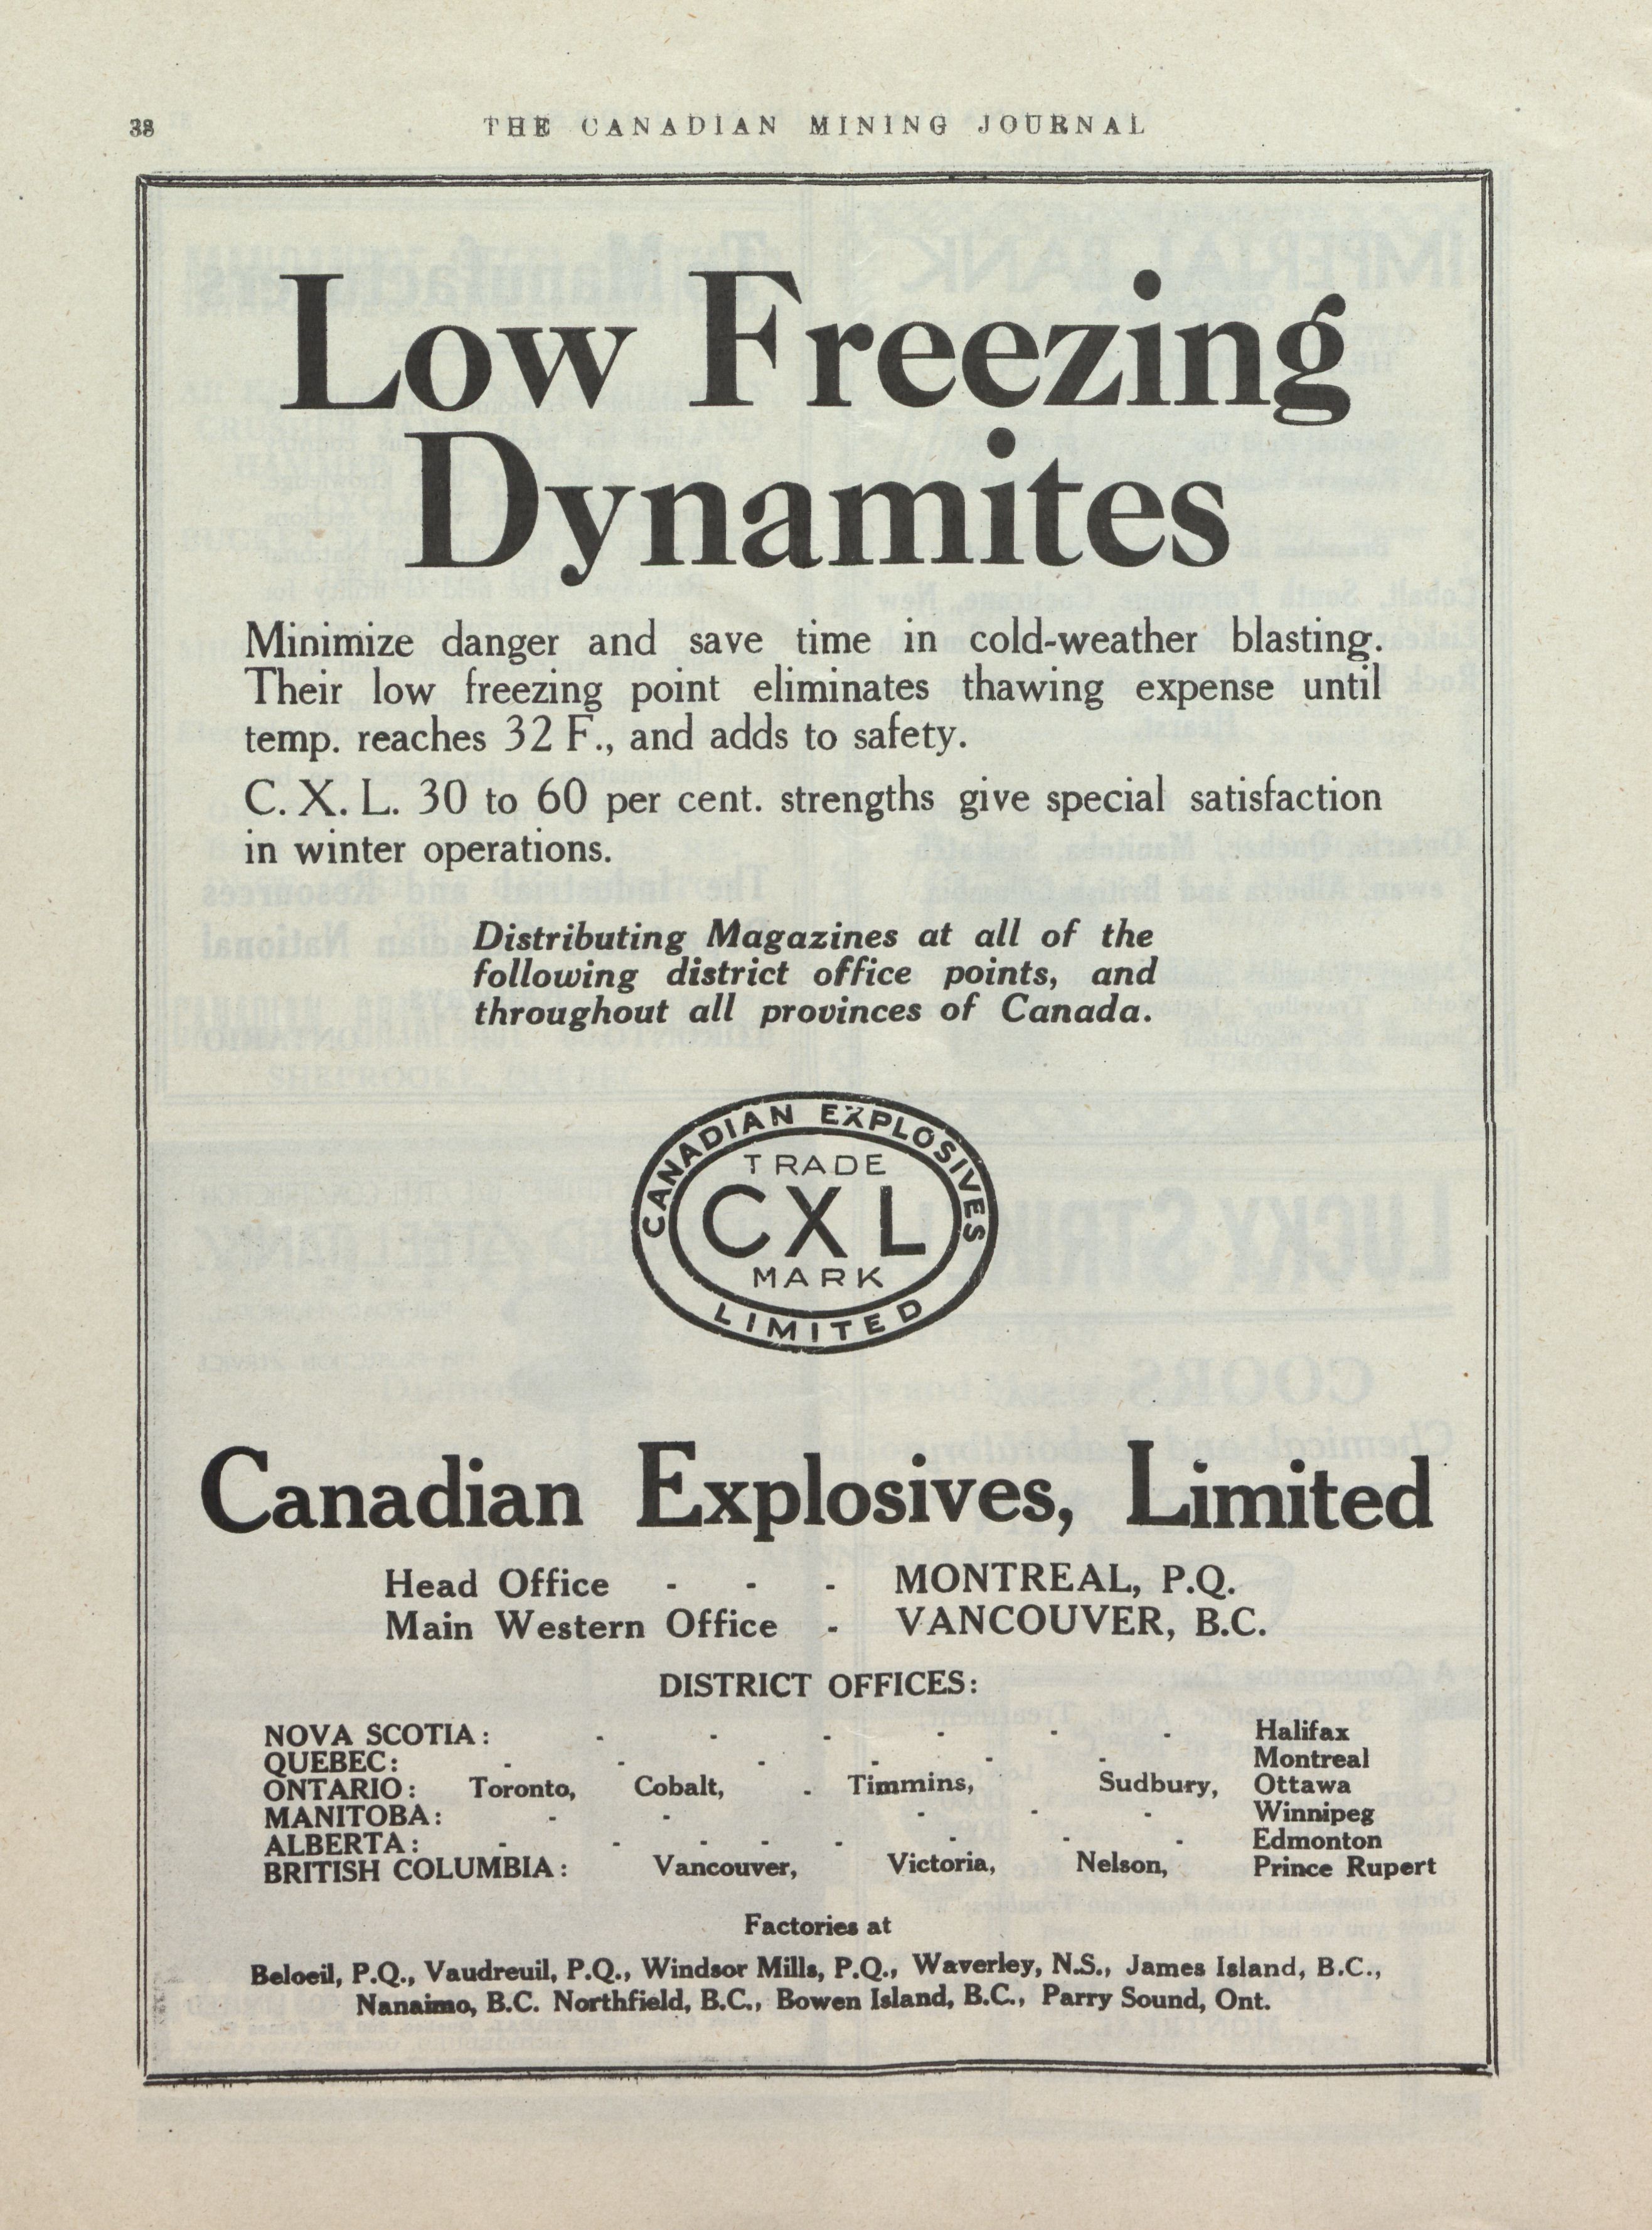 38
THE CANADIAN MINING JOURNAL
Low Freezing
Dynamites
Minimize danger and save time in cold-weather blasting.
Their low freezing point eliminates thawing expense until
temp. reaches 32 F., and adds to safety.
C. X. L. 30 to 60 per cent. strengths give special satisfaction
in winter operations.
Distributing Magazines at all of the
following district office points, and
throughout all provinces of Canada.
CANADIAN EXPLOSIVES
TRADE
CXL
MARK
LIMITED
Canadian Explosives, Limited
Head Office - - - MONTREAL, P.Q.
Main Western Office - VANCOUVER, B.C.
DISTRICT OFFICES:
NOVA SCOTIA: - - - - - - Halifax
QUEBEC: - - - - - - Montreal
ONTARIO: Toronto, Cobalt, - Timmins, Sudbury, Ottawa
MANITOBA: - - - - - Winnipeg
ALBERTA: - - - - - - - - Edmonton
BRITISH COLUMBIA: Vancouver, Victoria, Nelson, Prince Rupert
Factories at
Beloeil, P.Q., Vaudreuil, P.Q., Windsor Mills, P.Q., Waverley, N.S., James Island, B.C.,
Nanaimo, B.C. Northfield, B.C., Bowen Island, B.C., Parry Sound, Ont.